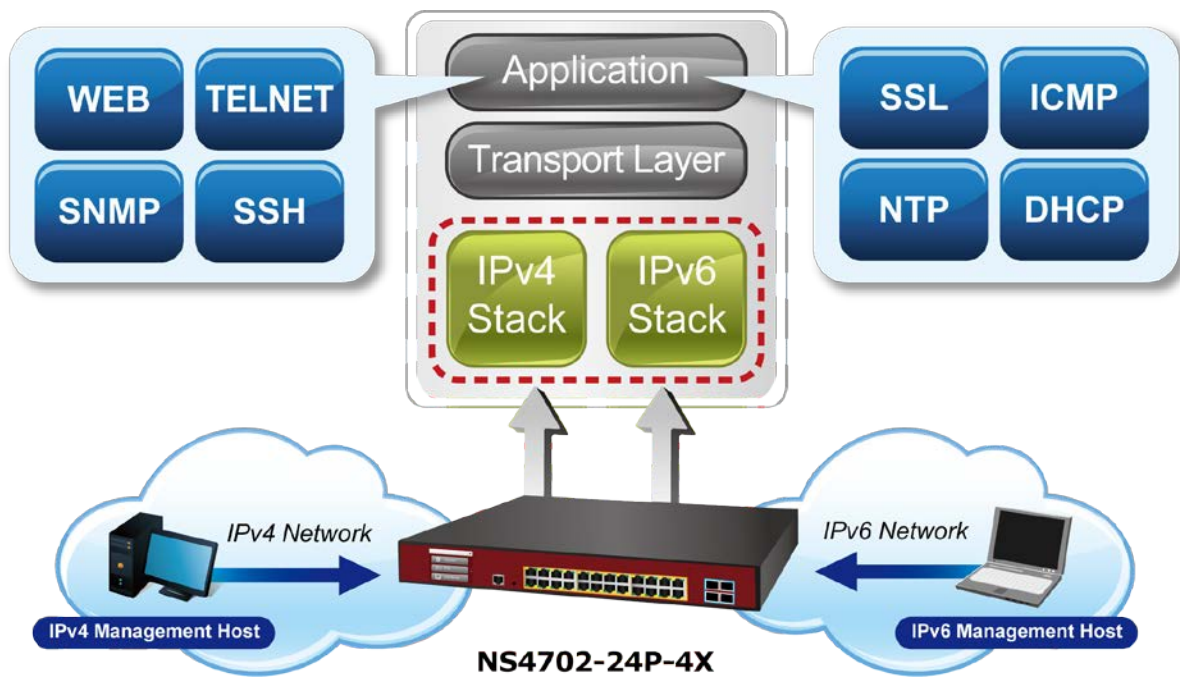 WEB
TELNET
SNMP
SSH
Application
Transport Layer
IPv4
Stack
IPv6
Stack
SSL
ICMP
NTP
DHCP
IPv4 Network
IPv6 Network
IPv4 Management Host
IPv6 Management Host
NS4702-24P-4X